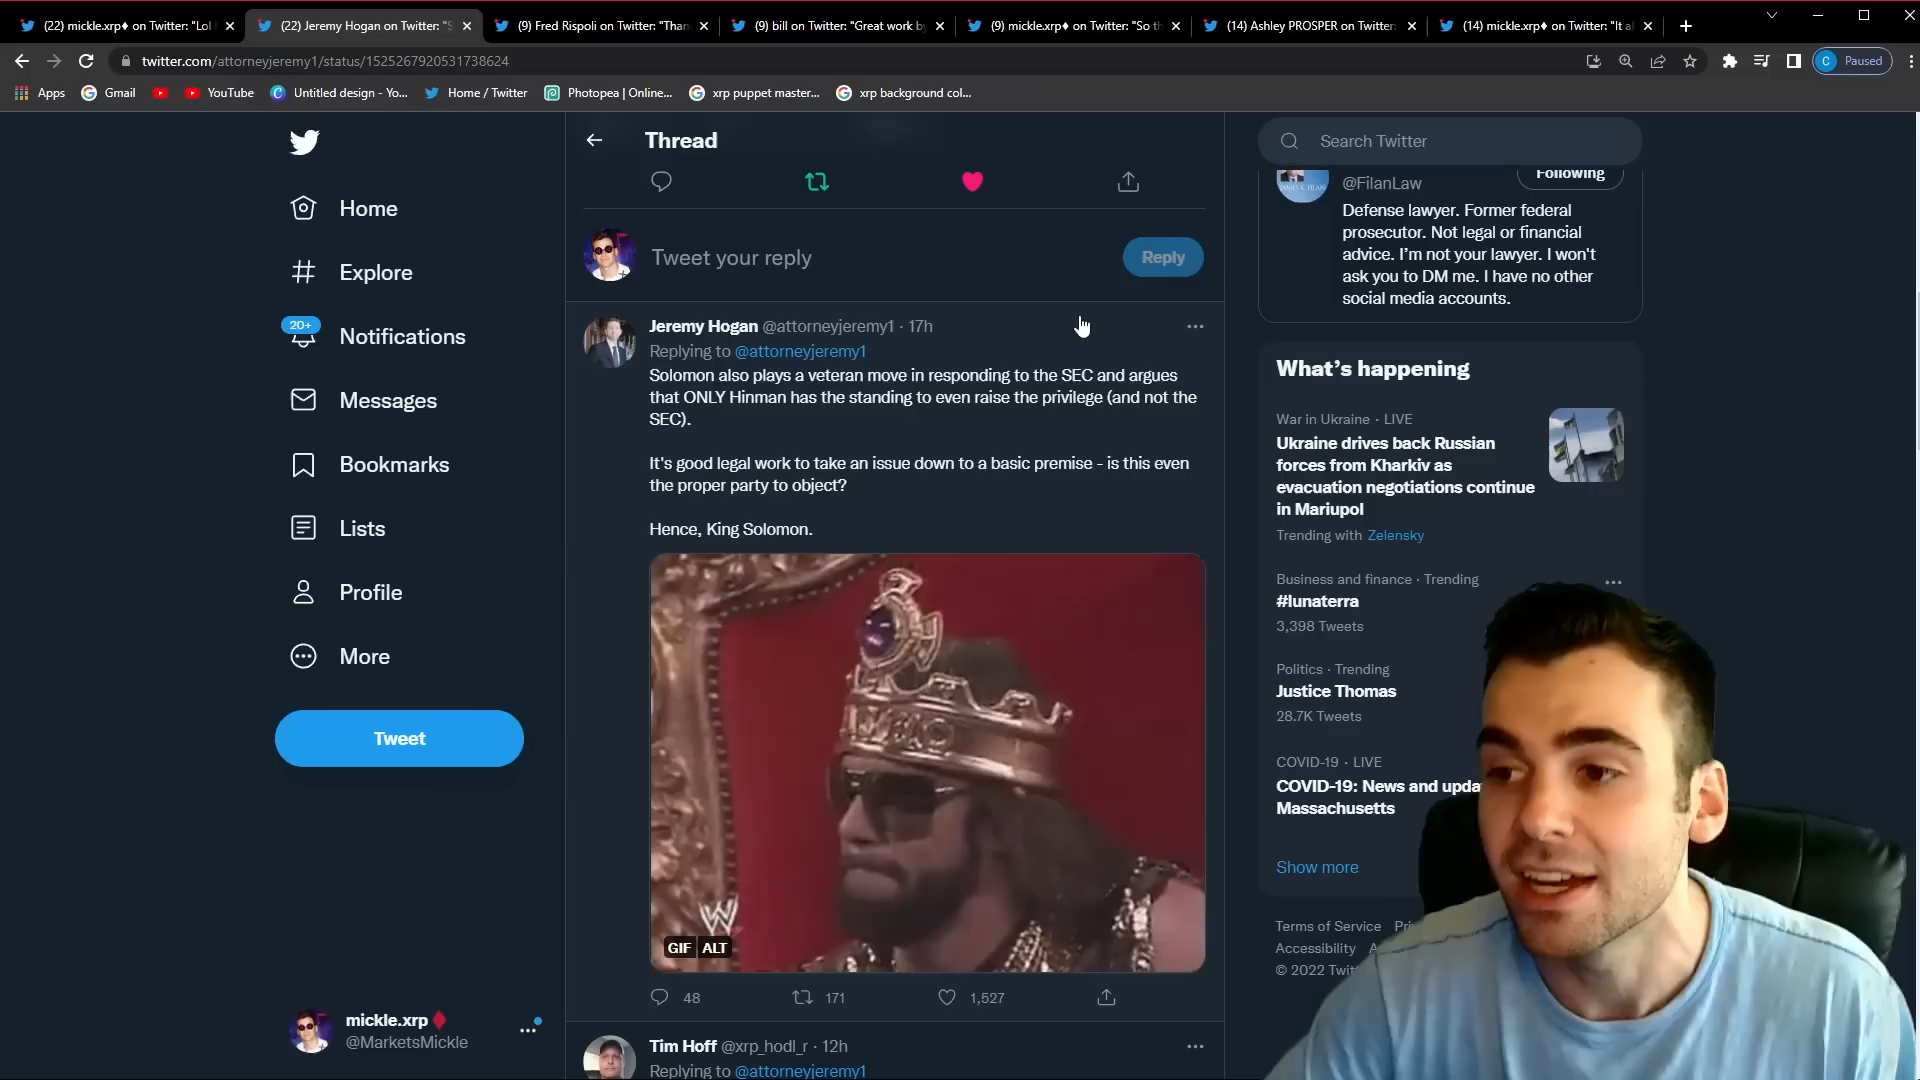 (22) mickle.xrp♦ on Twitter: "Lol
(22) Jeremy Hogan on Twitter: "S
(9) Fred Rispoli on Twitter: "Than
(9) bill on Twitter: "Great work by
(9) mickle.xrp♦ on Twitter: "So th
(14) Ashley PROSPER on Twitter:
(14) mickle.xrp♦ on Twitter: "It al
twitter.com/attorneyjeremy1/status/1525267920531738624
C Paused
Apps
Gmail
YouTube
Untitled design - Yo...
Home / Twitter
Photopea | Online...
xrp puppet master...
xrp background col...
Home
Explore
20+
Notifications
Messages
Bookmarks
Lists
Profile
More
Tweet
mickle.xrp♦
@MarketsMickle
Thread
Tweet your reply
Reply
Jeremy Hogan @attorneyjeremy1 · 17h
Replying to @attorneyjeremy1
Solomon also plays a veteran move in responding to the SEC and argues
that ONLY Hinman has the standing to even raise the privilege (and not the
SEC).
It's good legal work to take an issue down to a basic premise - is this even
the proper party to object?
Hence, King Solomon.
W
GIF ALT
48
171
1,527
Tim Hoff @xrp_hodl_r · 12h
Replying to @attorneyjeremy1
Search Twitter
@FilanLaw
Following
Defense lawyer. Former federal
prosecutor. Not legal or financial
advice. I'm not your lawyer. I won't
ask you to DM me. I have no other
social media accounts.
What's happening
War in Ukraine · LIVE
Ukraine drives back Russian
forces from Kharkiv as
evacuation negotiations continue
in Mariupol
Trending with Zelensky
Business and finance · Trending
#lunaterra
3,398 Tweets
Politics · Trending
Justice Thomas
28.7K Tweets
COVID-19 · LIVE
COVID-19: News and upda
Massachusetts
Show more
Terms of Service Pri
Accessibility A
© 2022 Twit